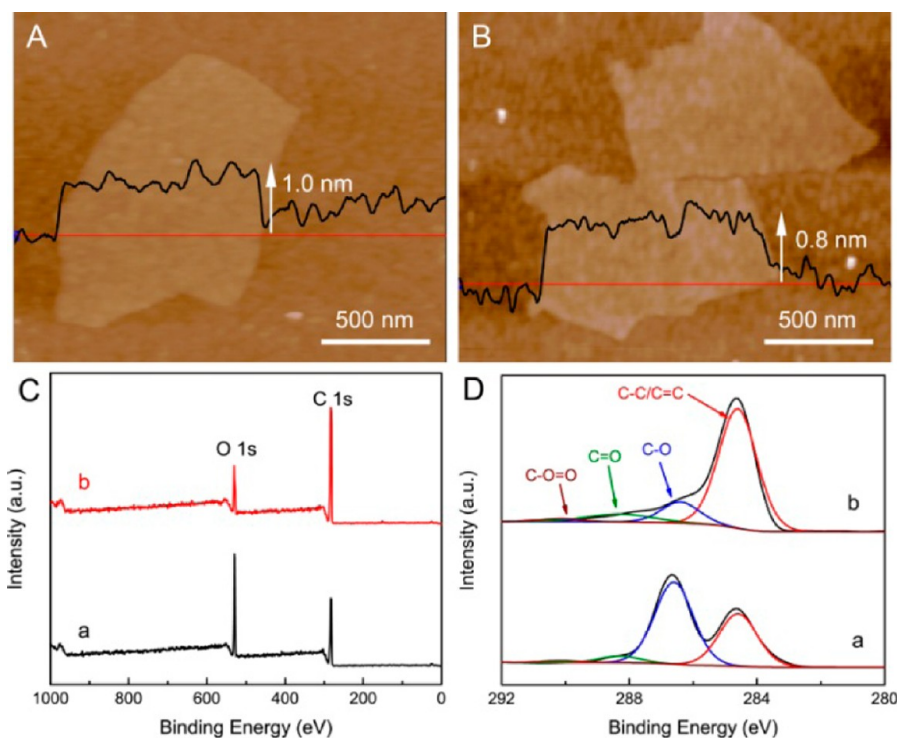 A
1.0 nm
500 nm
B
0.8 nm
500 nm
C
C 1s
O 1s
b
a
Intensity (a.u.)
1000 800 600 400 200 0
Binding Energy (eV)
D
C-C/C=C
C-O
C=O
C-O=O
b
a
Intensity (a.u.)
292 288 284 280
Binding Energy (eV)